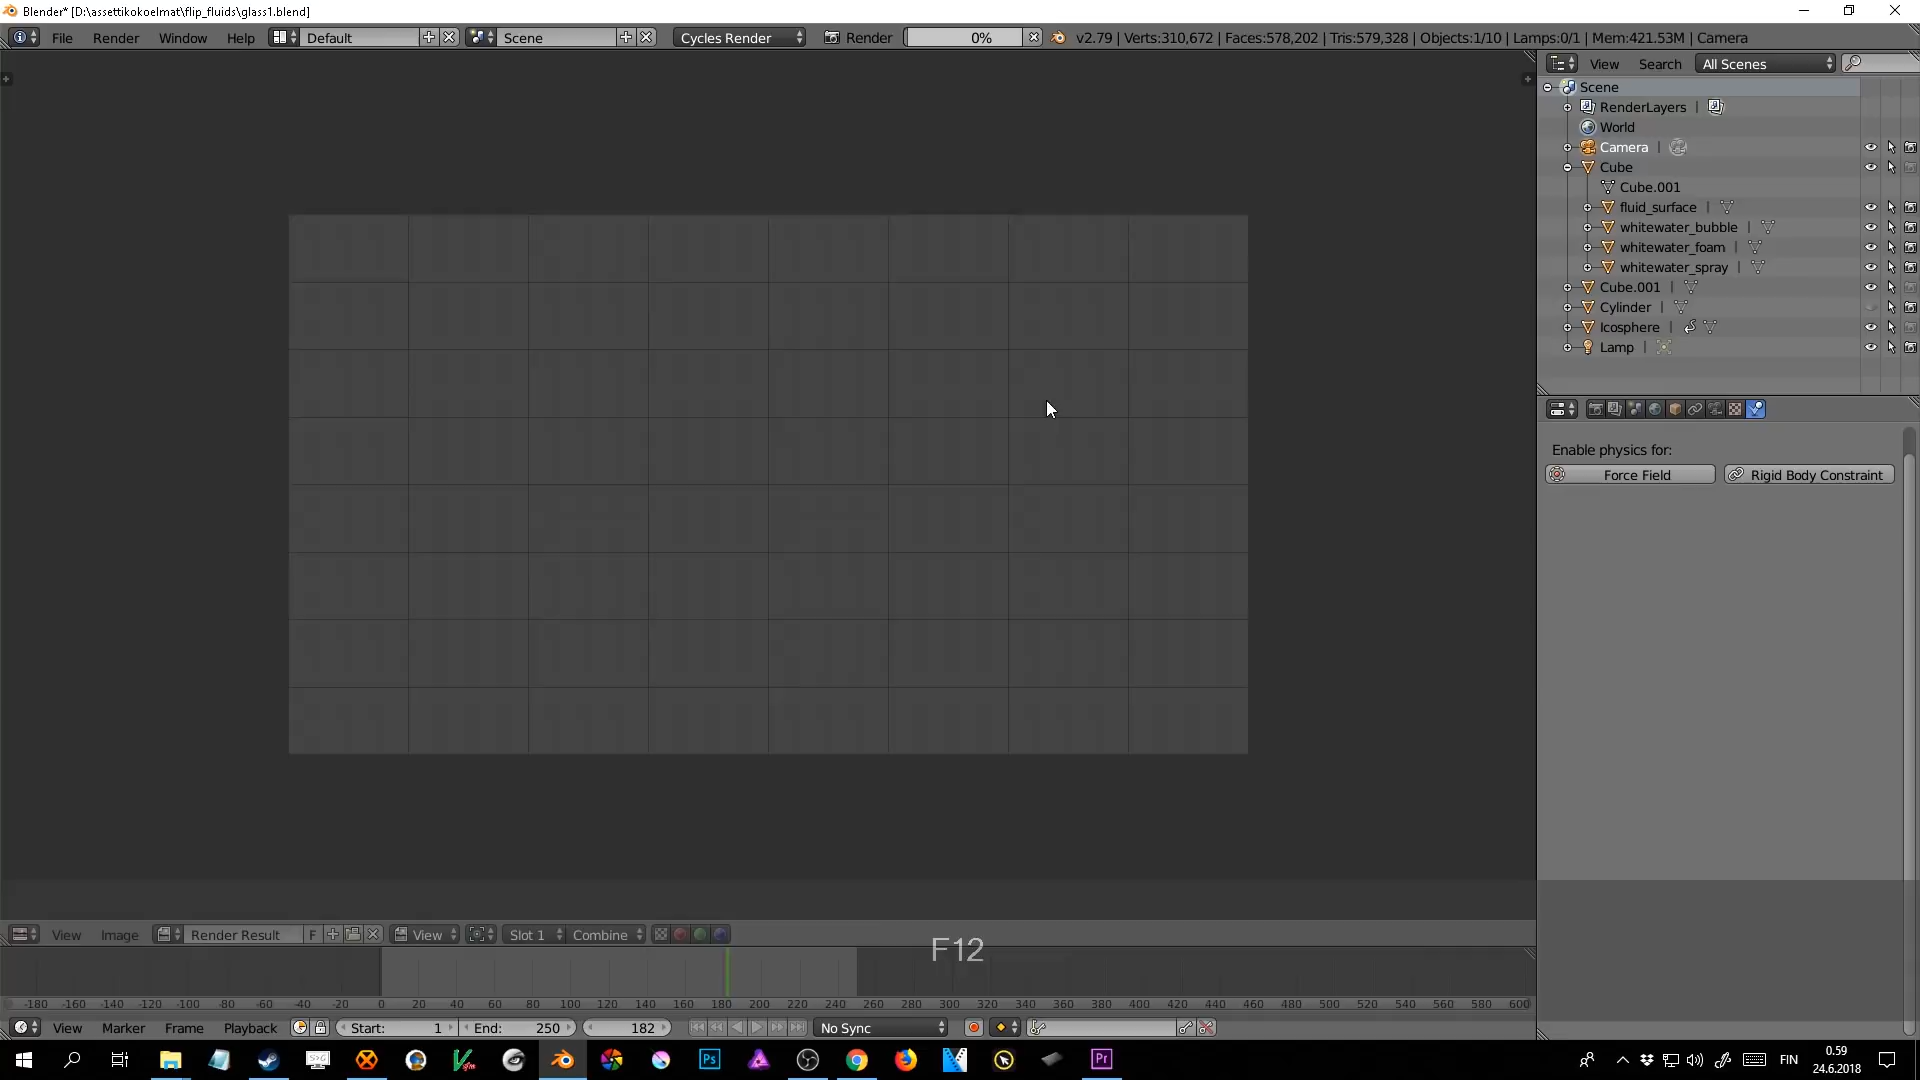 Blender* [D:\assettikokoelmat\flip_fluids\glass1.blend]
File Render Window Help Default Scene Cycles Render Render 0% v2.79 | Verts:310,672 | Faces:578,202 | Tris:579,328 | Objects:1/10 | Lamps:0/1 | Mem:421.53M | Camera
View Search All Scenes
Scene
RenderLayers |
World
Camera |
Cube
Cube.001
fluid_surface |
whitewater_bubble |
whitewater_foam |
whitewater_spray |
Cube.001 |
Cylinder |
Icosphere |
Lamp |
Enable physics for:
Force Field Rigid Body Constraint
View Image Render Result F View Slot 1 Combine
F12
-180 -160 -140 -120 -100 -80 -60 -40 -20 0 20 40 60 80 100 120 140 160 180 200 220 240 260 280 300 320 340 360 380 400 420 440 460 480 500 520 540 560 580 600
View Marker Frame Playback Start: 1 End: 250 182 No Sync
Ps Pr FIN 0.59
24.6.2018